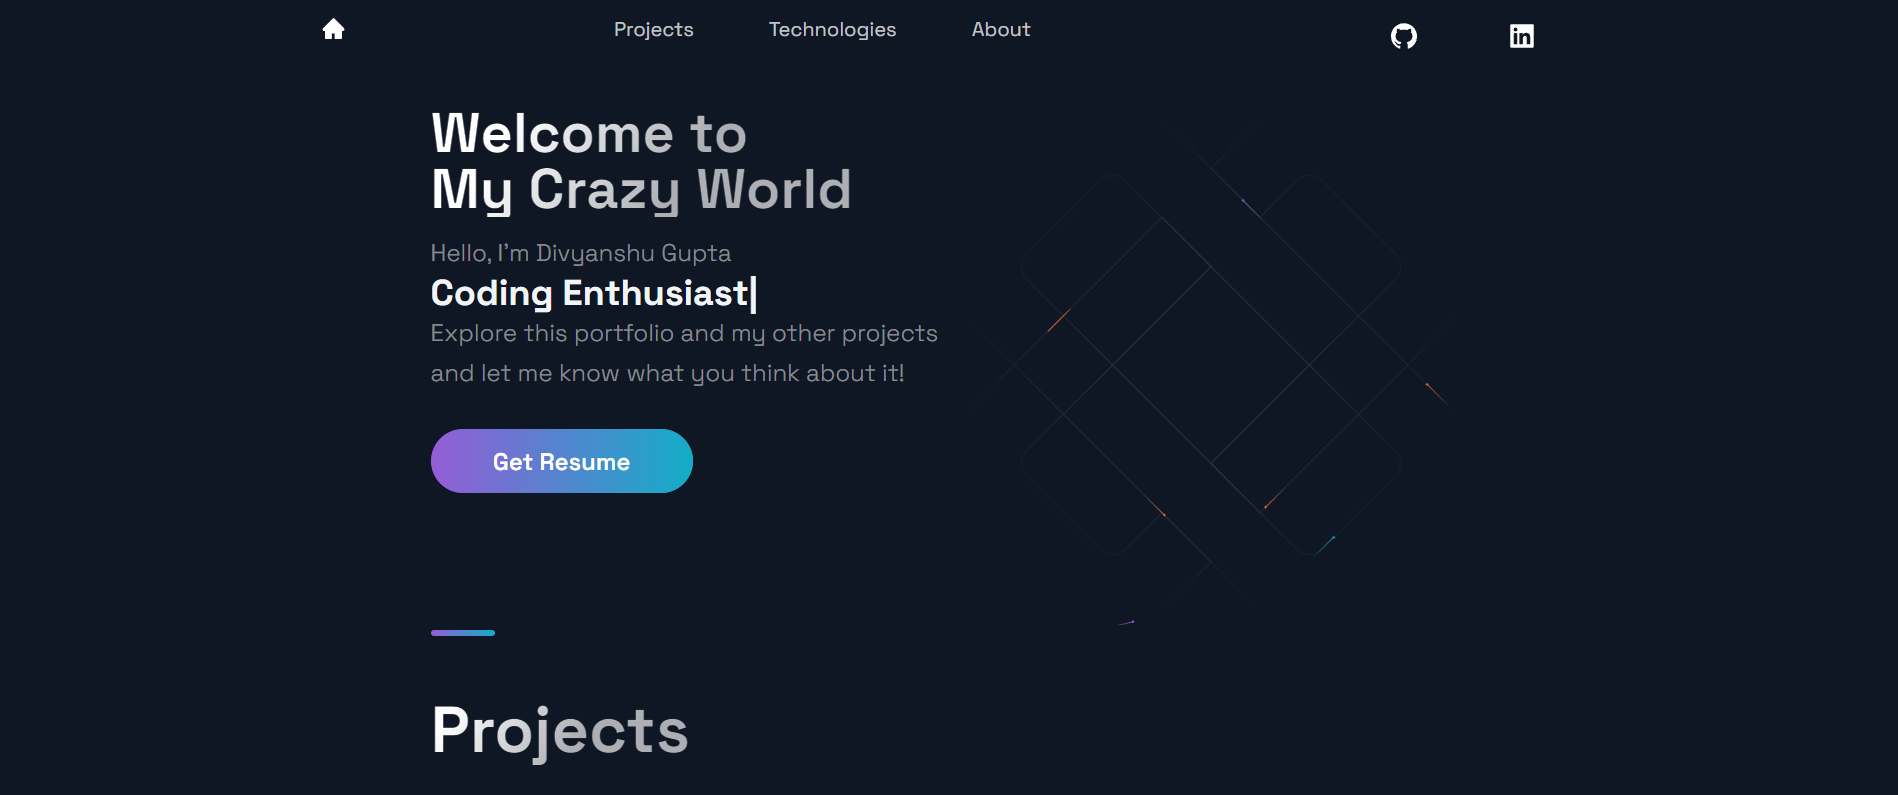 Projects Technologies About
Welcome to
My Crazy World
Hello, I'm Divyanshu Gupta
Coding Enthusiast|
Explore this portfolio and my other projects
and let me know what you think about it!
Get Resume
Projects